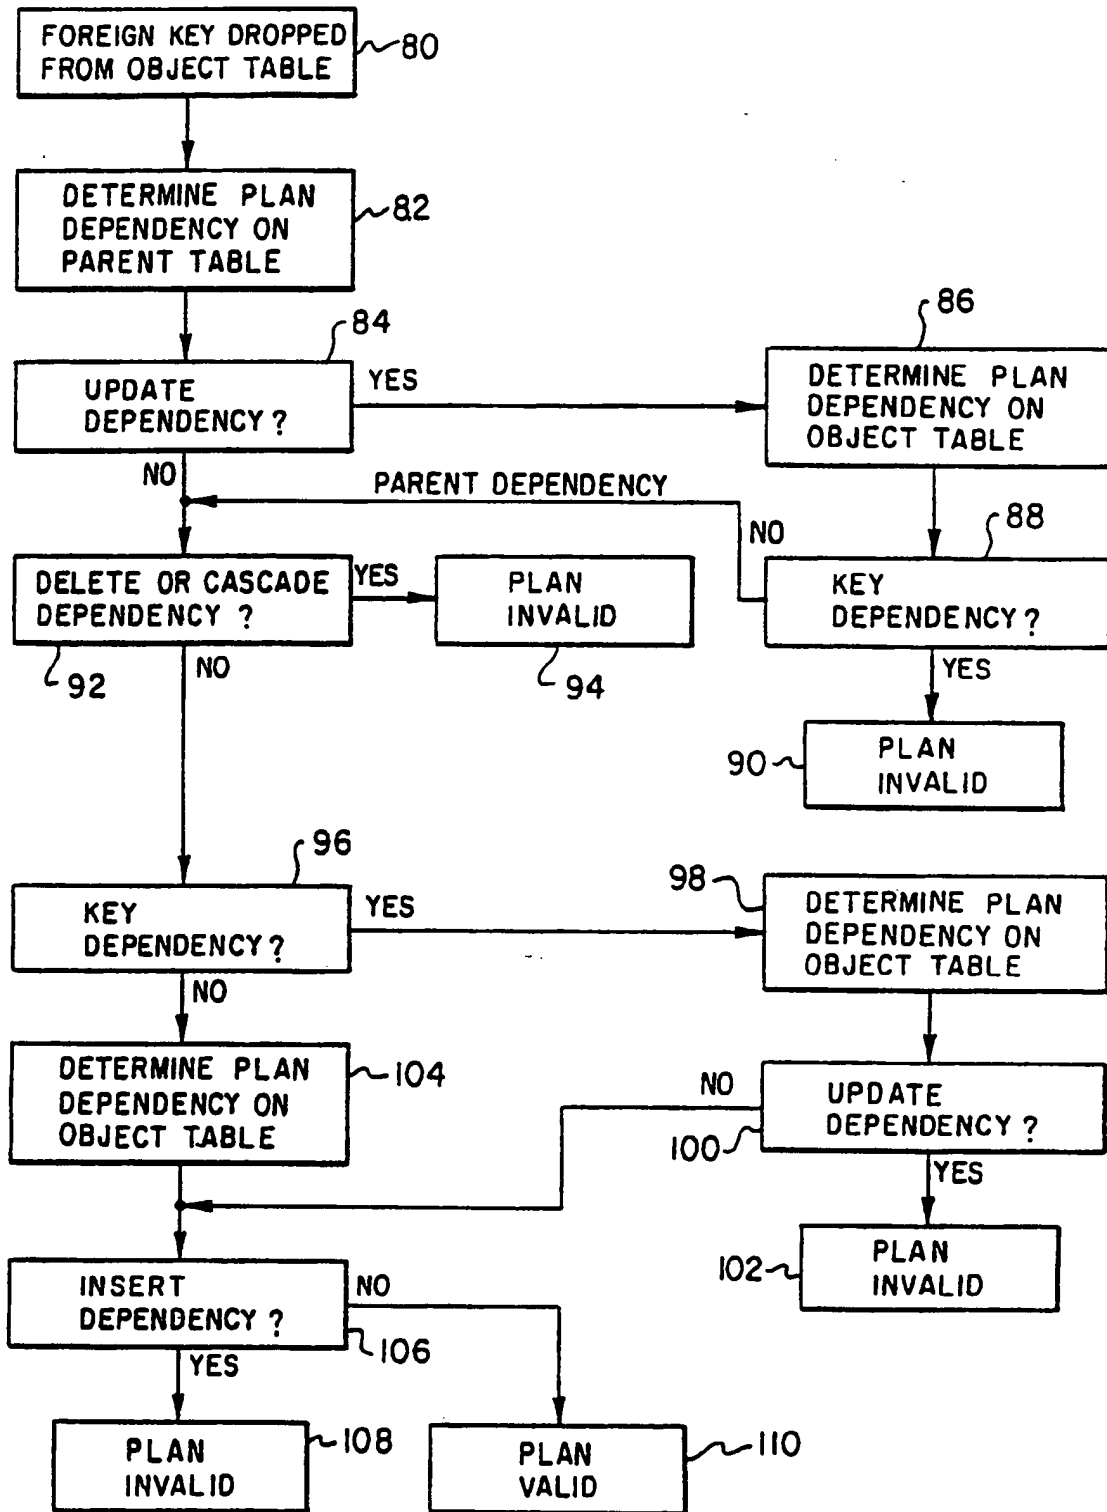 FOREIGN KEY DROPPED
FROM OBJECT TABLE
80
DETERMINE PLAN
DEPENDENCY ON
PARENT TABLE
82
84
UPDATE
DEPENDENCY?
YES
NO
86
DETERMINE PLAN
DEPENDENCY ON
OBJECT TABLE
PARENT DEPENDENCY
88
NO
KEY
DEPENDENCY?
YES
DELETE OR CASCADE
DEPENDENCY ?
YES
92
NO
PLAN
INVALID
94
90
PLAN
INVALID
96
KEY
DEPENDENCY?
YES
NO
98
DETERMINE PLAN
DEPENDENCY ON
OBJECT TABLE
DETERMINE PLAN
DEPENDENCY ON
OBJECT TABLE
104
NO
UPDATE
DEPENDENCY ?
100
YES
102
PLAN
INVALID
INSERT
DEPENDENCY ?
NO
106
YES
PLAN
INVALID
108
PLAN
VALID
110